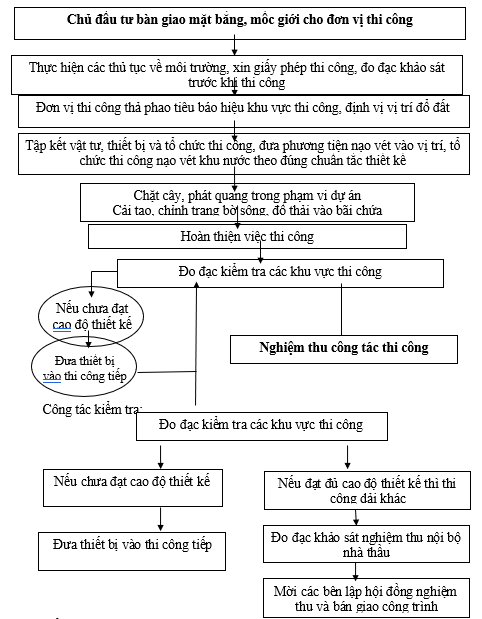 Chủ đầu tư bàn giao mặt bằng, mốc giới cho đơn vị thi công
Thực hiện các thủ tục về môi trường, xin giấy phép thi công, đo đạc khảo sát
trước khi thi công
Đơn vị thi công thả phao tiêu báo hiệu khu vực thi công, định vị vị trí đổ đất
Tập kết vật tư, thiết bị và tổ chức thi công, đưa phương tiện nạo vét vào vị trí, tổ
chức thi công nạo vét khu nước theo đúng chuẩn tắc thiết kế
Chặt cây, phát quang trong phạm vi dự án
Cải tạo, chỉnh trang bờ sông, đổ thải vào bãi chứa
Hoàn thiện việc thi công
Đo đạc kiểm tra các khu vực thi công
Nếu chưa đạt
cao độ thiết kế
Nghiệm thu công tác thi công
Đưa thiết bị
vào thi công tiếp
Công tác kiểm tra:
Đo đạc kiểm tra các khu vực thi công
Nếu chưa đạt cao độ thiết kế
Nếu đạt đủ cao độ thiết kế thì thi
công dải khác
Đưa thiết bị vào thi công tiếp
Đo đạc khảo sát nghiệm thu nội bộ
nhà thầu
Mời các bên lập hội đồng nghiệm
thu và bán giao công trình